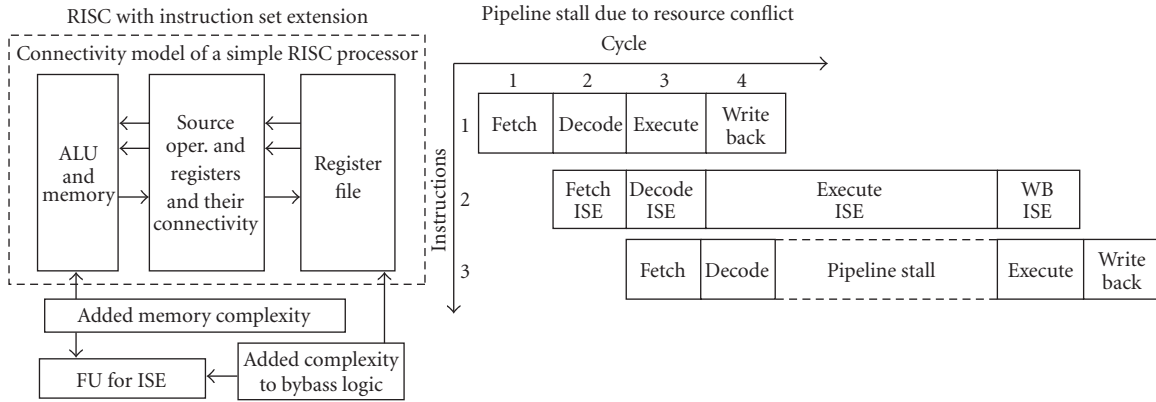 RISC with instruction set extension
Connectivity model of a simple RISC processor
ALU
and
memory
Source
oper. and
registers
and their
connectivity
Register
file
Added memory complexity
FU for ISE
Added complexity
to bybass logic
Pipeline stall due to resource conflict
Cycle
1 2 3 4
Instructions
1
Fetch
Decode
Execute
Write
back
2
Fetch
ISE
Decode
ISE
Execute
ISE
WB
ISE
3
Fetch
Decode
Pipeline stall
Execute
Write
back